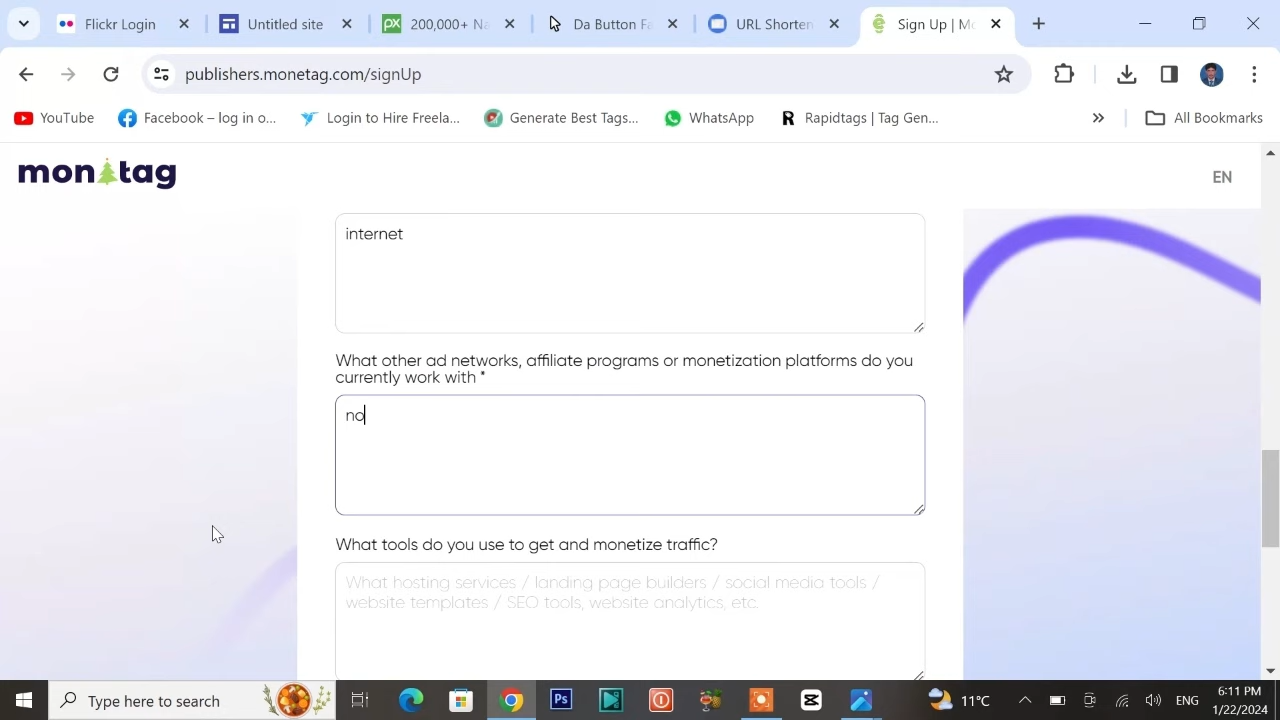 Flickr Login
Untitled site
200,000+ Na
Da Button Fa
URL Shorten
Sign Up | Mo
publishers.monetag.com/signUp
YouTube
Facebook – log in o...
Login to Hire Freela...
Generate Best Tags...
WhatsApp
Rapidtags | Tag Gen...
All Bookmarks
monetag
EN
internet
What other ad networks, affiliate programs or monetization platforms do you
currently work with *
no
What tools do you use to get and monetize traffic?
What hosting services / landing page builders / social media tools /
website templates / SEO tools, website analytics, etc.
Type here to search
11°C
ENG
6:11 PM
1/22/2024